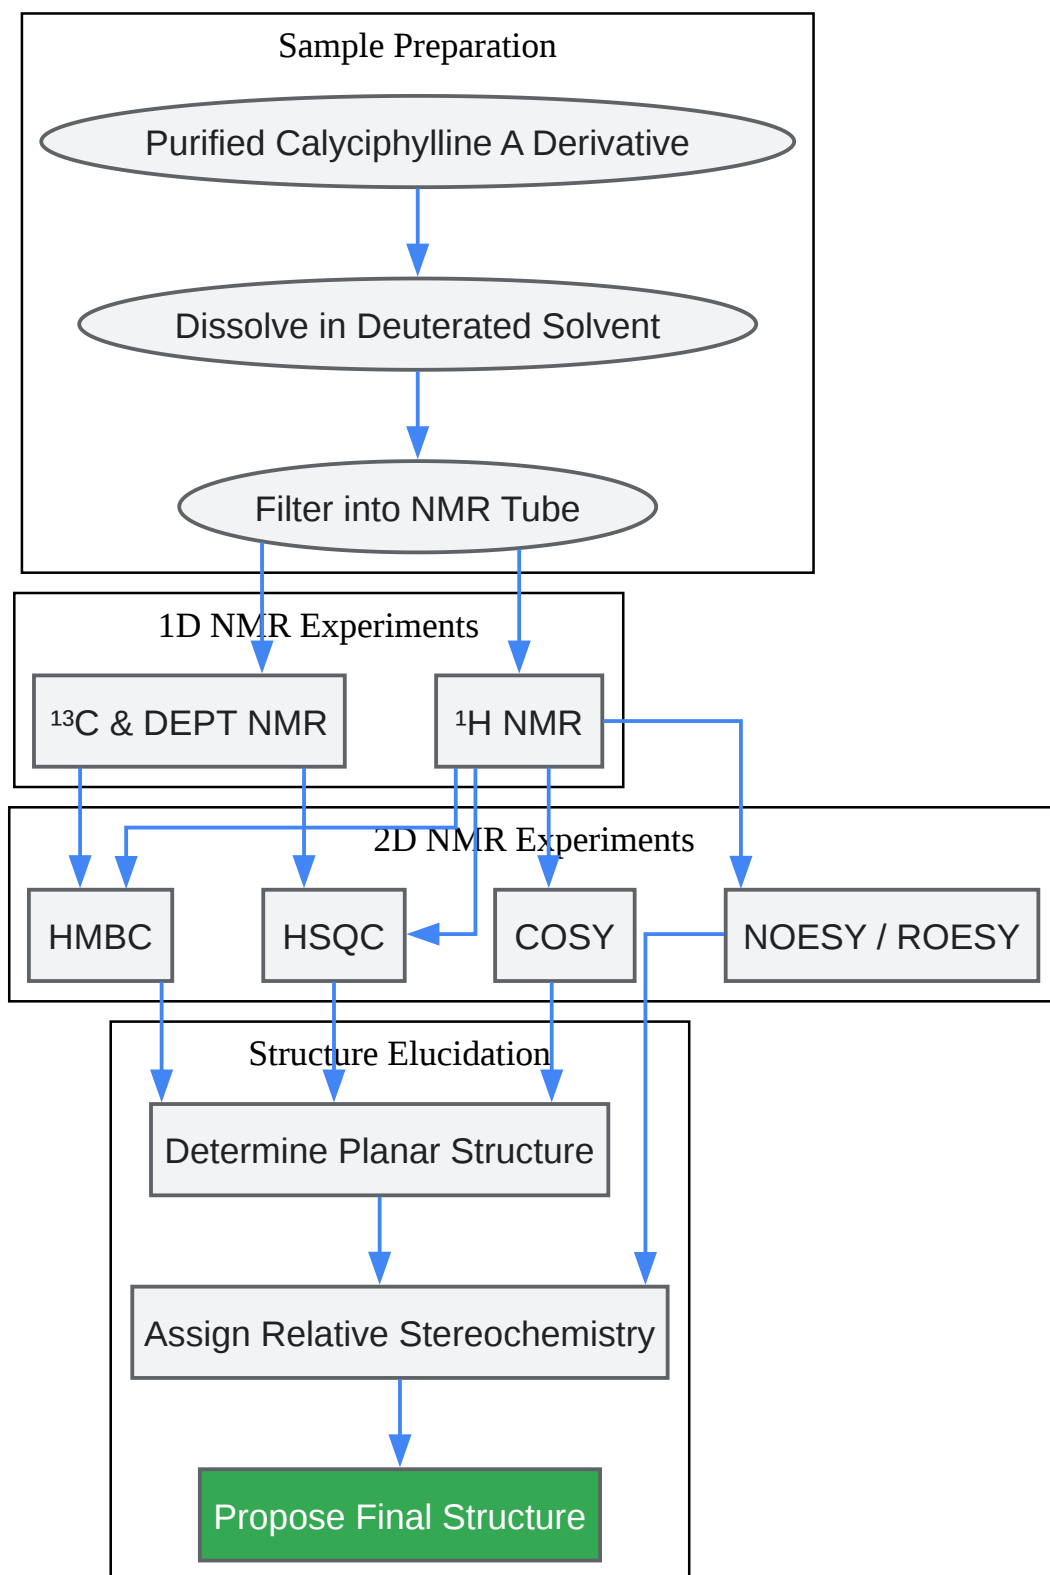 Sample Preparation
Purified Calyciphylline A Derivative
Dissolve in Deuterated Solvent
Filter into NMR Tube
1D NMR Experiments
¹³C & DEPT NMR
¹H NMR
2D NMR Experiments
HMBC
HSQC
COSY
NOESY / ROESY
Structure Elucidation
Determine Planar Structure
Assign Relative Stereochemistry
Propose Final Structure